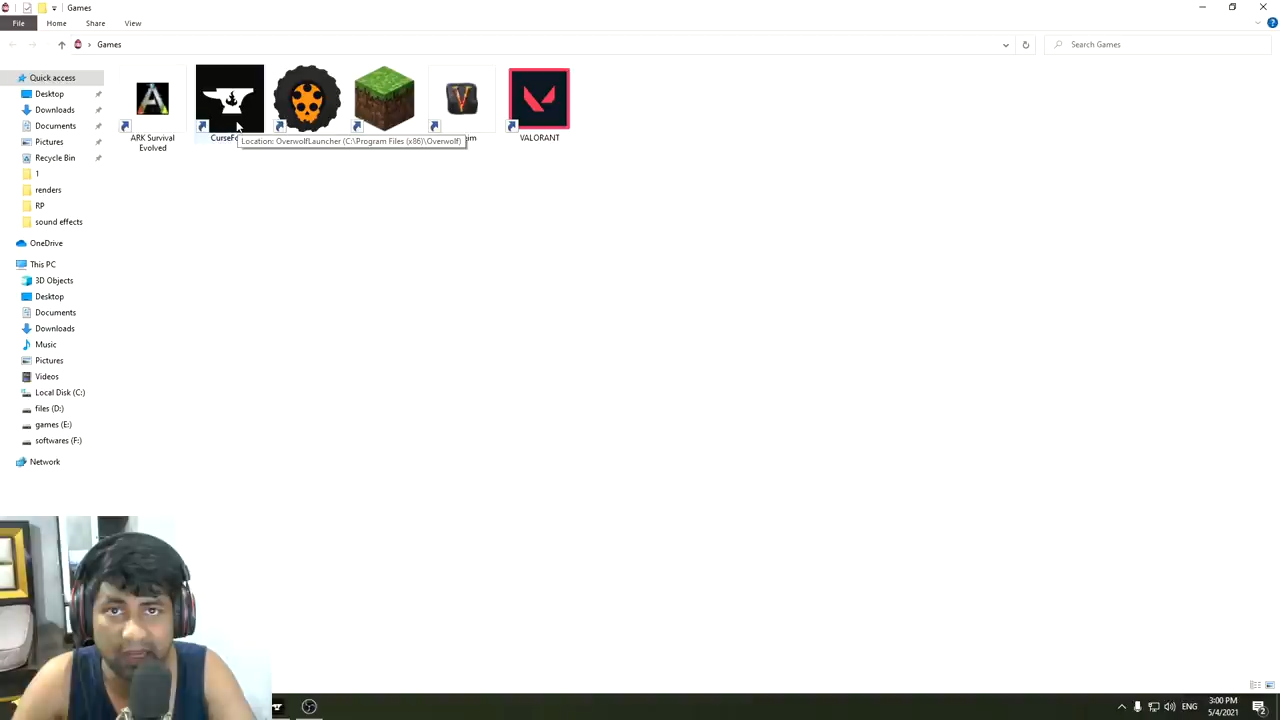 Games
File Home Share View
Games
Search Games
Quick access
Desktop
Downloads
Documents
Pictures
Recycle Bin
1
renders
RP
sound effects
OneDrive
This PC
3D Objects
Desktop
Documents
Downloads
Music
Pictures
Videos
Local Disk (C:)
files (D:)
games (E:)
softwares (F:)
Network
ARK Survival
Evolved
VALORANT
Location: OverwolfLauncher (C:\Program Files (x86)\Overwolf)
ENG
3:00 PM
5/4/2021